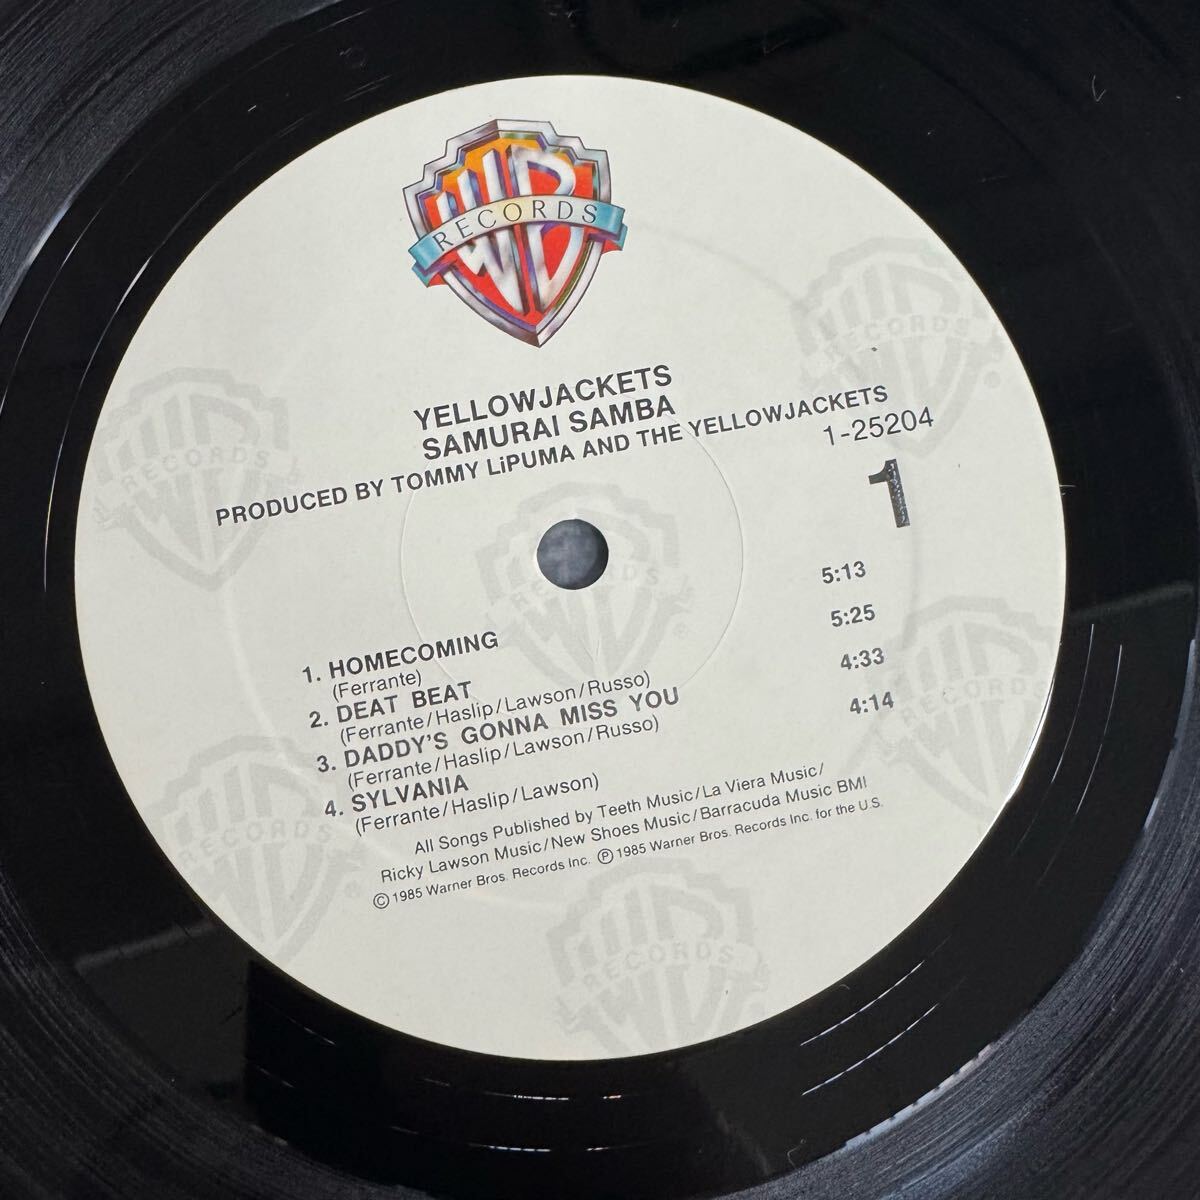 WB
RECORDS
YELLOWJACKETS
SAMURAI SAMBA
PRODUCED BY TOMMY LiPUMA AND THE YELLOWJACKETS
1-25204
1
1. HOMECOMING 5:13
(Ferrante)
2. DEAT BEAT 5:25
(Ferrante/Haslip/Lawson/Russo)
3. DADDY'S GONNA MISS YOU 4:33
(Ferrante/Haslip/Lawson/Russo)
4. SYLVANIA 4:14
(Ferrante/Haslip/Lawson)
All Songs Published by Teeth Music/La Viera Music/
Ricky Lawson Music/New Shoes Music/Barracuda Music BMI
© 1985 Warner Bros. Records Inc. ℗ 1985 Warner Bros. Records Inc. for the U.S.